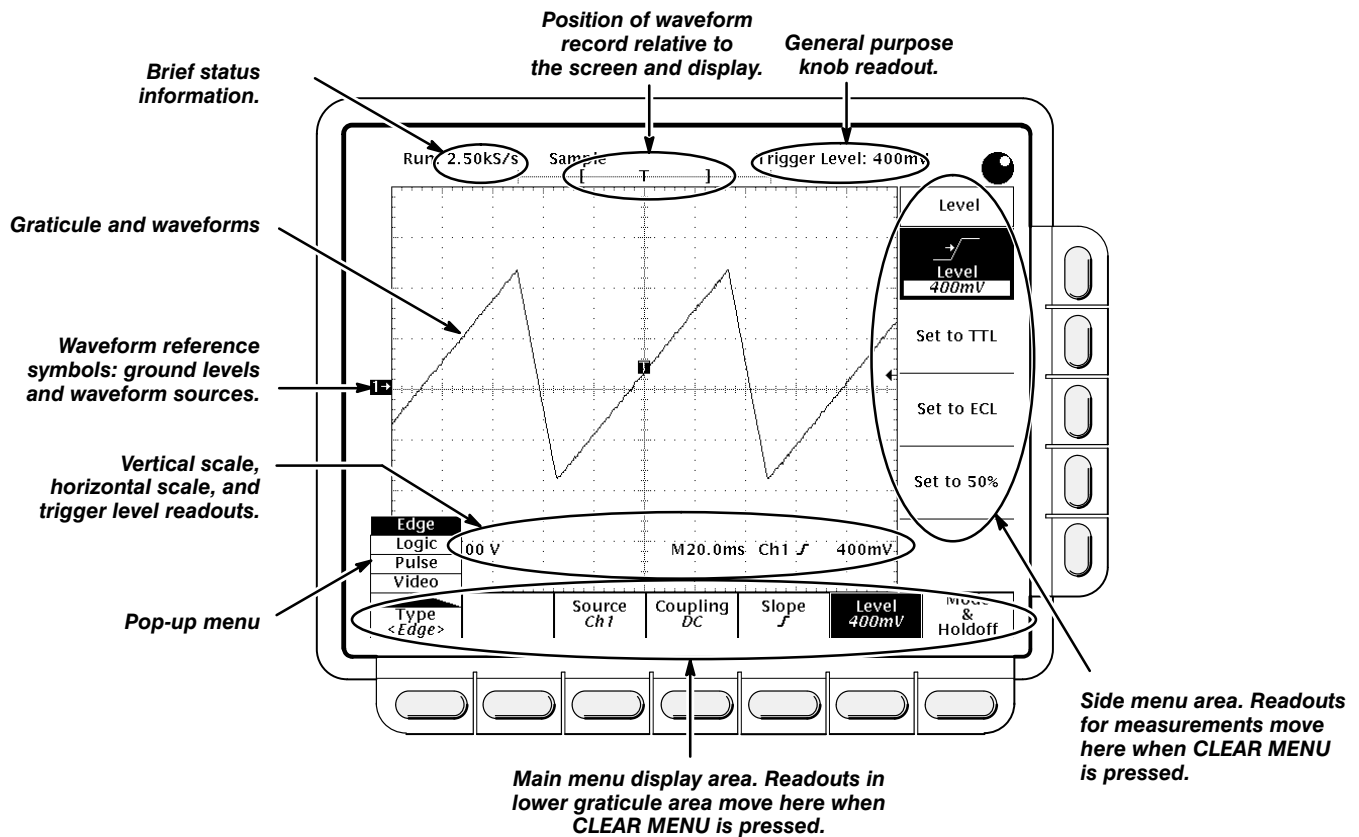 Position of waveform
record relative to
the screen and display.
General purpose
knob readout.
Brief status
information.
Run: 2.50kS/s
Sample
Trigger Level: 400mV
[ T ]
Graticule and waveforms
Level
Level
400mV
Set to TTL
Waveform reference
symbols: ground levels
and waveform sources.
1
T
Set to ECL
Vertical scale,
horizontal scale, and
trigger level readouts.
Set to 50%
Edge
Logic
Pulse
Video
00 V
M20.0ms Ch1
400mV
Pop-up menu
Type
<Edge>
Source
Ch1
Coupling
DC
Slope
Level
400mV
Mode
&
Holdoff
Side menu area. Readouts
for measurements move
here when CLEAR MENU
is pressed.
Main menu display area. Readouts in
lower graticule area move here when
CLEAR MENU is pressed.